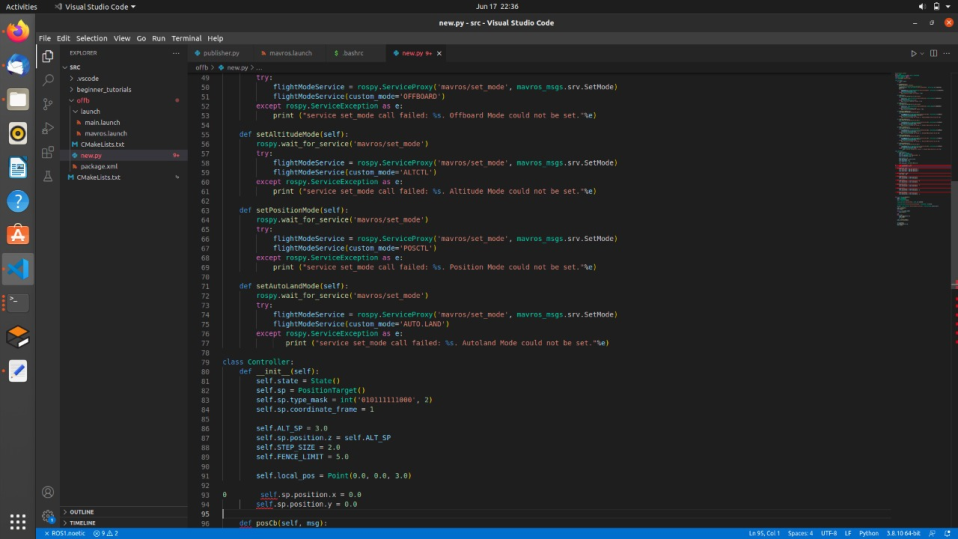 Activities
Visual Studio Code
Jun 17 22:36
new.py - src - Visual Studio Code
File Edit Selection View Go Run Terminal Help
EXPLORER
SRC
.vscode
beginner_tutorials
offb
launch
main.launch
mavros.launch
CMakeLists.txt
new.py 9+
package.xml
CMakeLists.txt
OUTLINE
TIMELINE
publisher.py mavros.launch .bashrc new.py 9+
offb > new.py > ...
49 try:
50 flightModeService = rospy.ServiceProxy('mavros/set_mode', mavros_msgs.srv.SetMode)
51 flightModeService(custom_mode='OFFBOARD')
52 except rospy.ServiceException as e:
53 print ("service set_mode call failed: %s. Offboard Mode could not be set."%e)
54
55 def setAltitudeMode(self):
56 rospy.wait_for_service('mavros/set_mode')
57 try:
58 flightModeService = rospy.ServiceProxy('mavros/set_mode', mavros_msgs.srv.SetMode)
59 flightModeService(custom_mode='ALTCTL')
60 except rospy.ServiceException as e:
61 print ("service set_mode call failed: %s. Altitude Mode could not be set."%e)
62
63 def setPositionMode(self):
64 rospy.wait_for_service('mavros/set_mode')
65 try:
66 flightModeService = rospy.ServiceProxy('mavros/set_mode', mavros_msgs.srv.SetMode)
67 flightModeService(custom_mode='POSCTL')
68 except rospy.ServiceException as e:
69 print ("service set_mode call failed: %s. Position Mode could not be set."%e)
70
71 def setAutoLandMode(self):
72 rospy.wait_for_service('mavros/set_mode')
73 try:
74 flightModeService = rospy.ServiceProxy('mavros/set_mode', mavros_msgs.srv.SetMode)
75 flightModeService(custom_mode='AUTO.LAND')
76 except rospy.ServiceException as e:
77 print ("service set_mode call failed: %s. Autoland Mode could not be set."%e)
78
79 class Controller:
80 def __init__(self):
81 self.state = State()
82 self.sp = PositionTarget()
83 self.sp.type_mask = int('010111111000', 2)
84 self.sp.coordinate_frame = 1
85
86 self.ALT_SP = 3.0
87 self.sp.position.z = self.ALT_SP
88 self.STEP_SIZE = 2.0
89 self.FENCE_LIMIT = 5.0
90
91 self.local_pos = Point(0.0, 0.0, 3.0)
92
93 0 self.sp.position.x = 0.0
94 self.sp.position.y = 0.0
95
96 def posCb(self, msg):
ROS1.noetic 9 2 Ln 95, Col 1 Spaces: 4 UTF-8 LF Python 3.8.10 64-bit